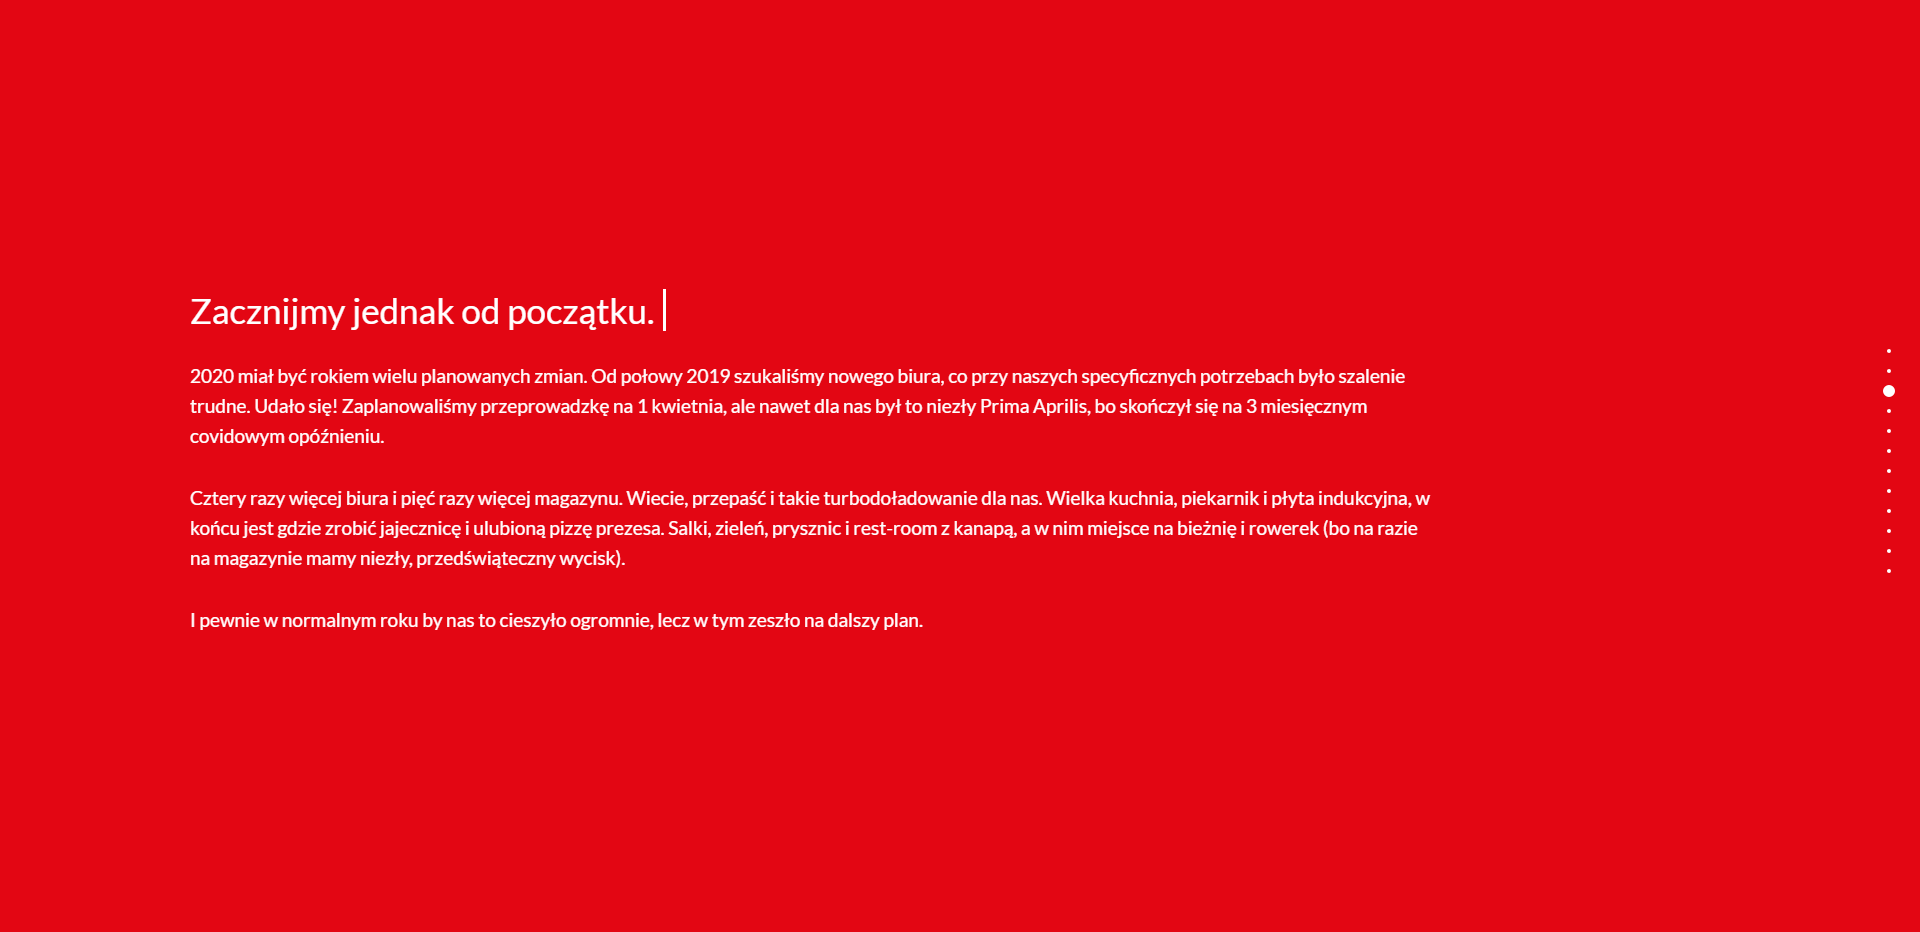 Zacznijmy jednak od początku.
2020 miał być rokiem wielu planowanych zmian. Od połowy 2019 szukaliśmy nowego biura, co przy naszych specyficznych potrzebach było szalenie
trudne. Udało się! Zaplanowaliśmy przeprowadzkę na 1 kwietnia, ale nawet dla nas był to niezły Prima Aprilis, bo skończył się na 3 miesięcznym
covidowym opóźnieniu.
Cztery razy więcej biura i pięć razy więcej magazynu. Wiecie, przepaść i takie turbodoładowanie dla nas. Wielka kuchnia, piekarnik i płyta indukcyjna, w
końcu jest gdzie zrobić jajecznicę i ulubioną pizzę prezesa. Salki, zieleń, prysznic i rest-room z kanapą, a w nim miejsce na bieżnię i rowerek (bo na razie
na magazynie mamy niezły, przedświąteczny wycisk).
I pewnie w normalnym roku by nas to cieszyło ogromnie, lecz w tym zeszło na dalszy plan.